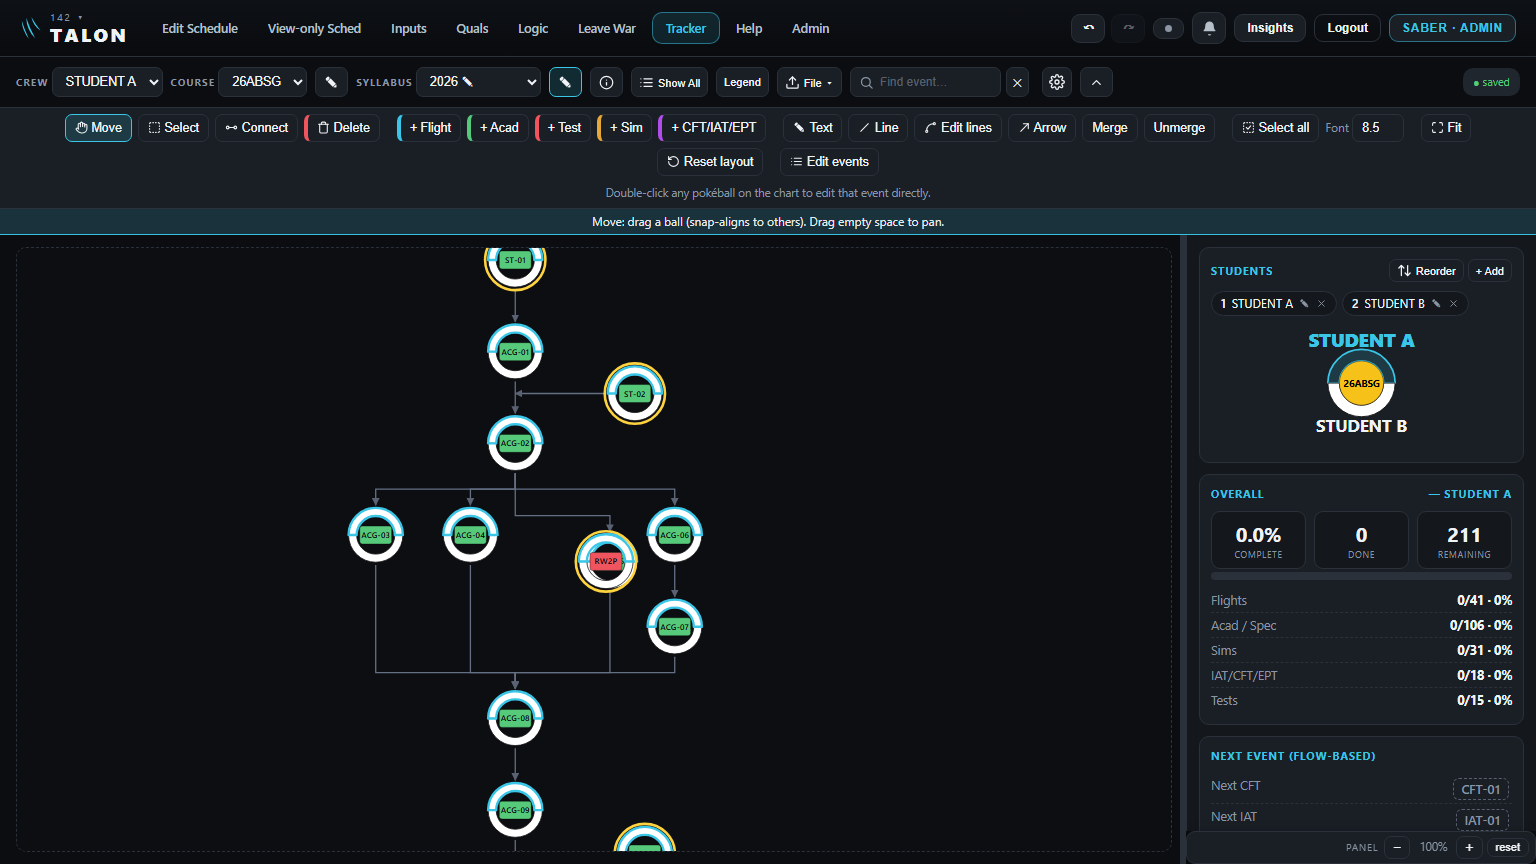 142
TALON
Edit Schedule View-only Sched Inputs Quals Logic Leave War Tracker Help Admin
Insights Logout SABER · ADMIN
CREW STUDENT A COURSE 26ABSG SYLLABUS 2026 Show All Legend File Find event... saved
Move Select Connect Delete + Flight + Acad + Test + Sim + CFT/IAT/EPT Text Line Edit lines Arrow Merge Unmerge Select all Font 8.5 Fit
Reset layout Edit events
Double-click any pokéball on the chart to edit that event directly.
Move: drag a ball (snap-aligns to others). Drag empty space to pan.
ST-01
ACG-01
ST-02
ACG-02
ACG-03 ACG-04 ACG-06
RW2P
ACG-07
ACG-08
ACG-09
STUDENTS Reorder + Add
1 STUDENT A 2 STUDENT B
STUDENT A
26ABSG
STUDENT B
OVERALL — STUDENT A
0.0% 0 211
COMPLETE DONE REMAINING
Flights 0/41 · 0%
Acad / Spec 0/106 · 0%
Sims 0/31 · 0%
IAT/CFT/EPT 0/18 · 0%
Tests 0/15 · 0%
NEXT EVENT (FLOW-BASED)
Next CFT CFT-01
Next IAT IAT-01
PANEL − 100% + reset